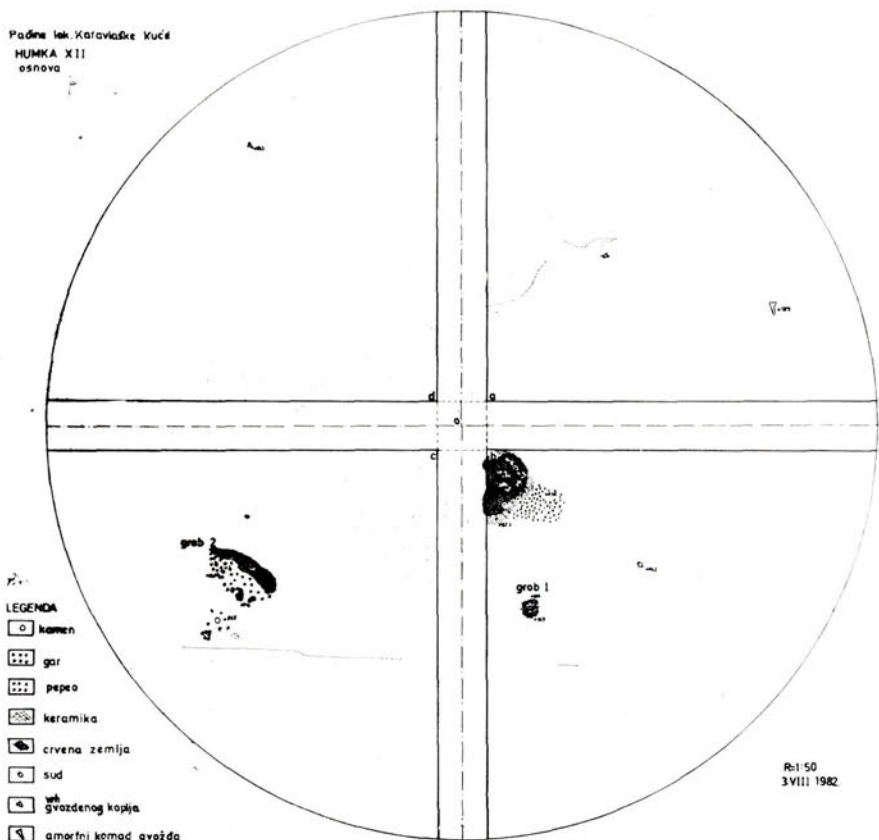 Padine lok. Karavlaške Kuće
HUMKA XII
osnova
d
a
o
c
b
grob 2
grob 1
LEGENDA
kamen
gar
pepeo
keramika
crvena zemlja
sud
vrh
gvozdenog koplja
amorfni komad gvožđa
R=1:50
3.VIII 1982